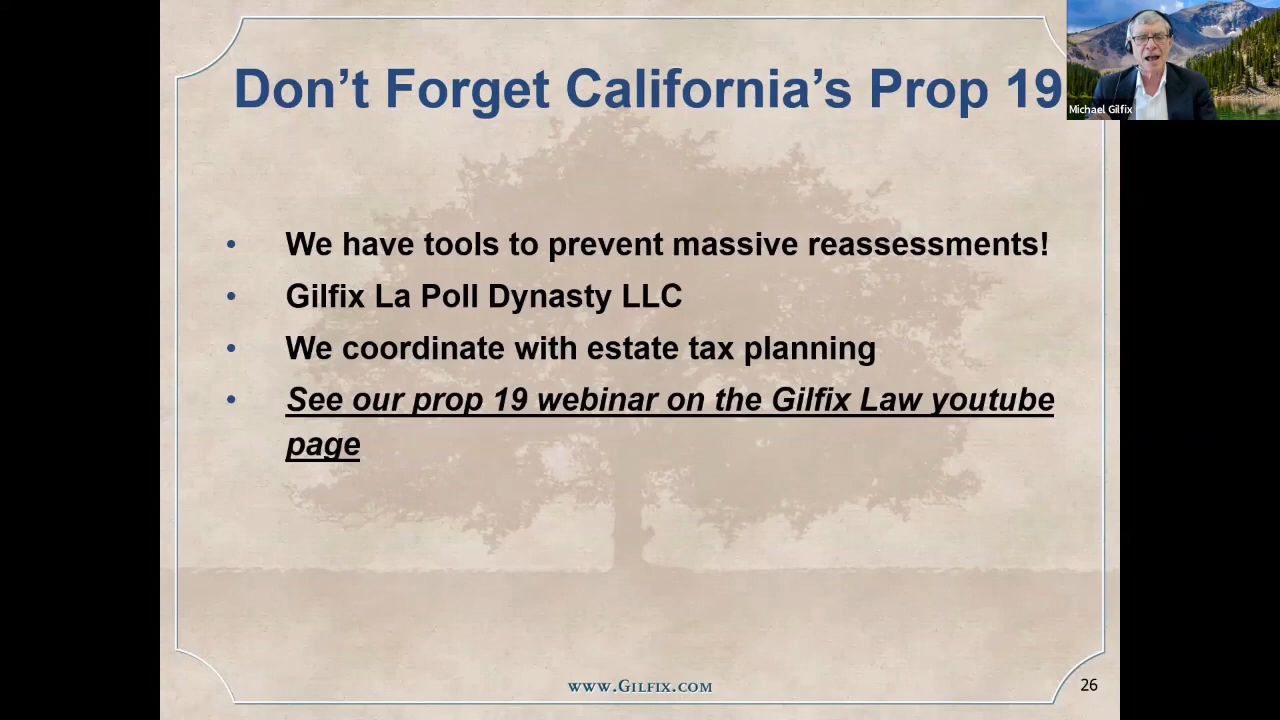 Don't Forget California's Prop 19
Michael Gilfix
• We have tools to prevent massive reassessments!
• Gilfix La Poll Dynasty LLC
• We coordinate with estate tax planning
• See our prop 19 webinar on the Gilfix Law youtube
page
www.Gilfix.com
26